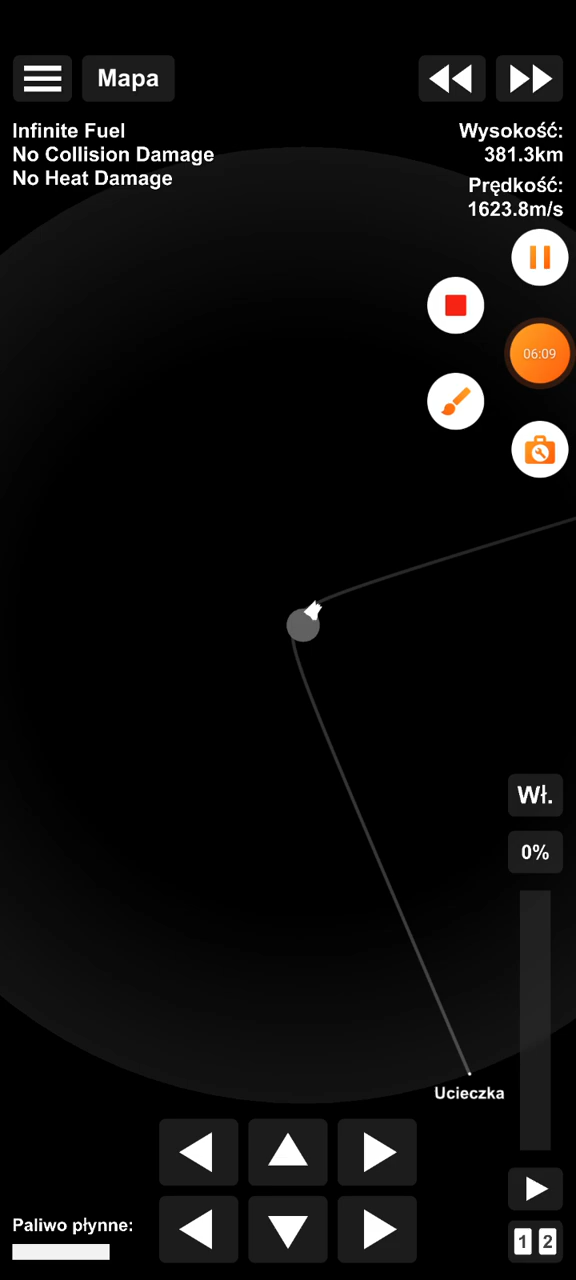 Mapa
Infinite Fuel
No Collision Damage
No Heat Damage
Wysokość:
381.3km
Prędkość:
1623.8m/s
06:09
Wł.
0%
Ucieczka
Paliwo płynne:
1 2